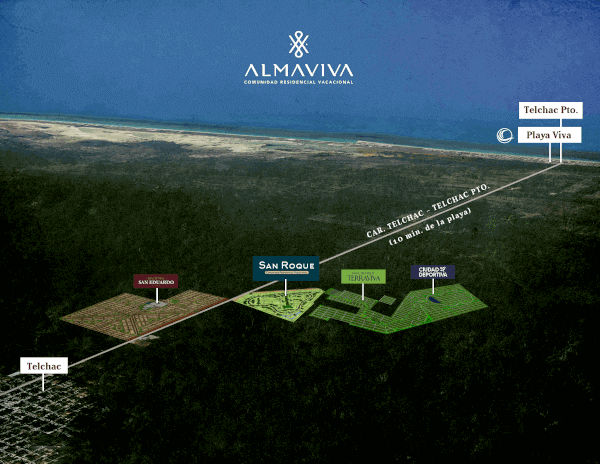 ALMAVIVA
COMUNIDAD RESIDENCIAL VACACIONAL
Telchac Pto.
Playa Viva
CAR. TELCHAC - TELCHAC PTO.
(10 min. de la playa)
SAN ROQUE
CIUDAD
DEPORTIVA
TERRAVIVA
SAN EDUARDO
Telchac